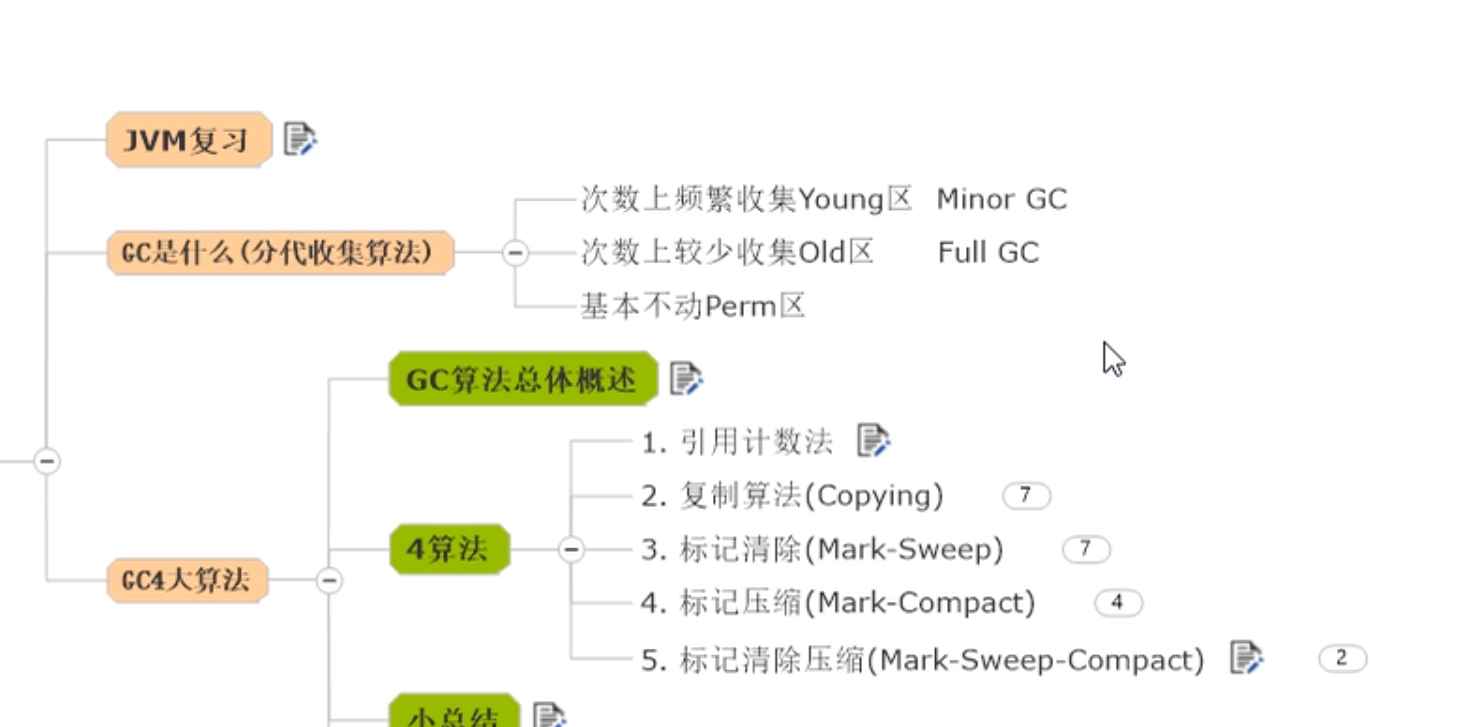 JVM复习
次数上频繁收集Young区 Minor GC
GC是什么(分代收集算法)
次数上较少收集Old区 Full GC
基本不动Perm区
GC算法总体概述
1. 引用计数法
2. 复制算法(Copying) 7
4算法
3. 标记清除(Mark-Sweep) 7
GC4大算法
4. 标记压缩(Mark-Compact) 4
5. 标记清除压缩(Mark-Sweep-Compact) 2
小总结